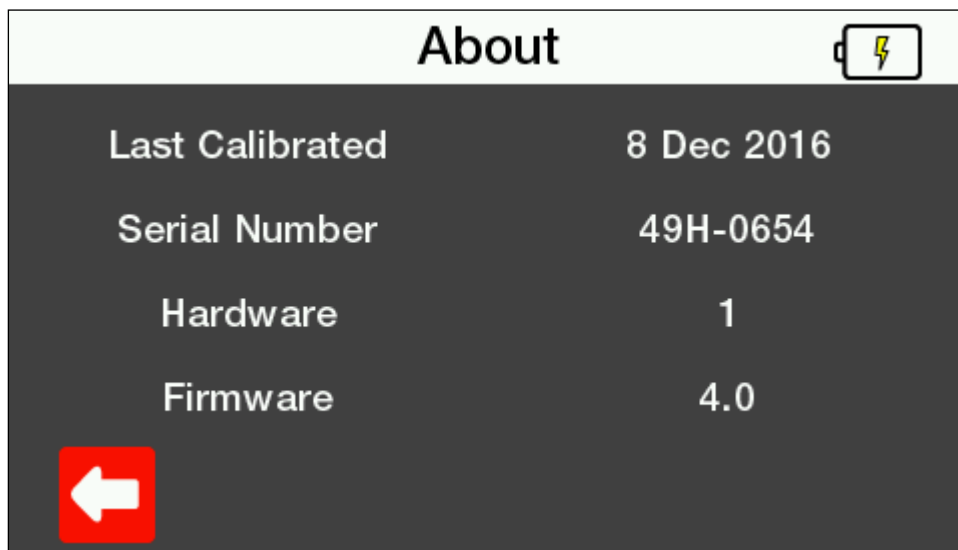 About
Last Calibrated 8 Dec 2016
Serial Number 49H-0654
Hardware 1
Firmware 4.0